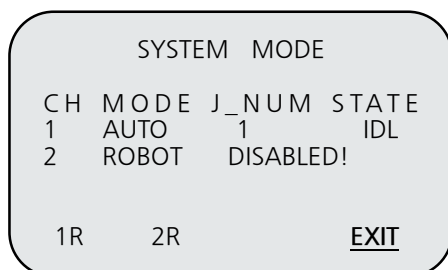 SYSTEM MODE
CH MODE J_NUM STATE
1 AUTO 1 IDL
2 ROBOT DISABLED!
1R 2R EXIT